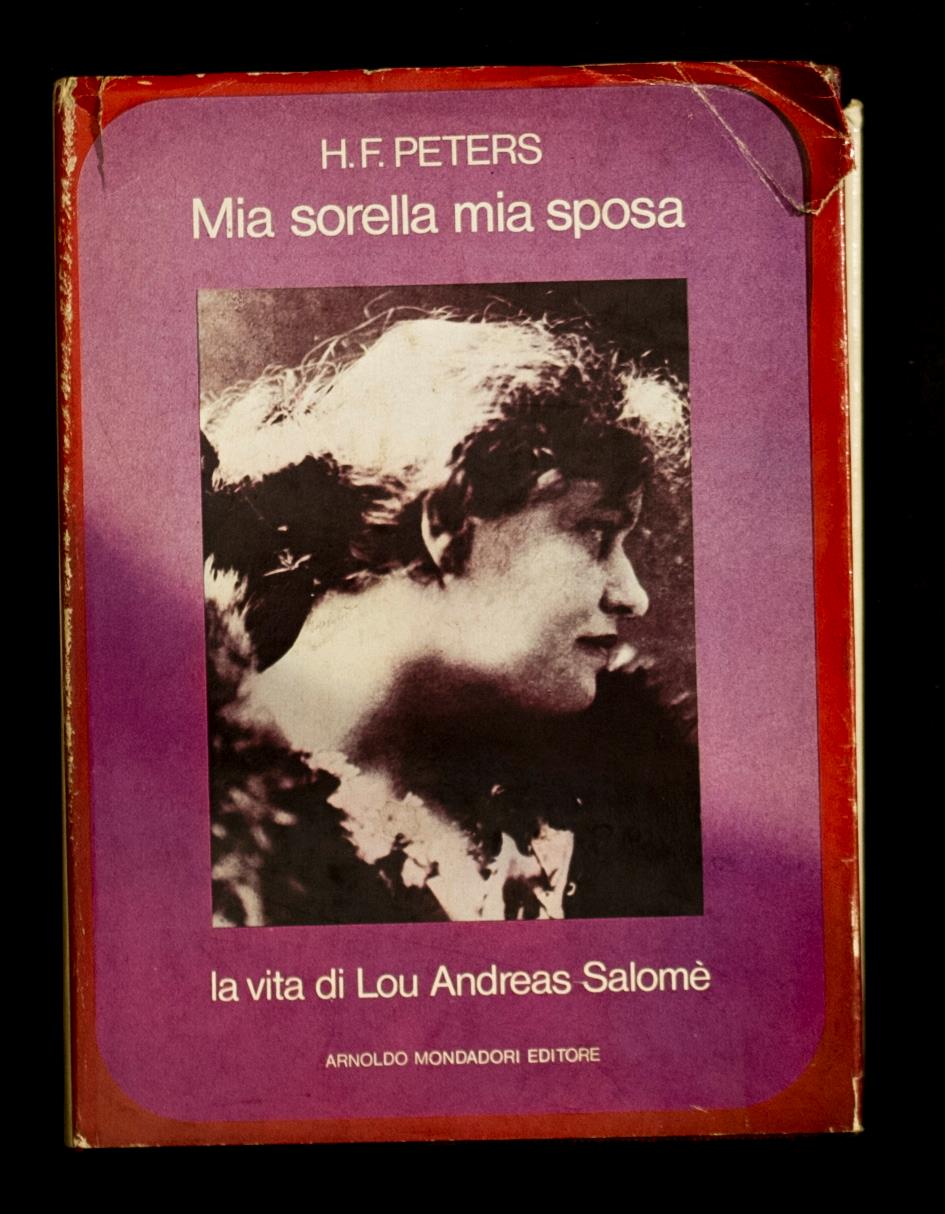 H.F. PETERS
Mia sorella mia sposa
la vita di Lou Andreas Salomè
ARNOLDO MONDADORI EDITORE